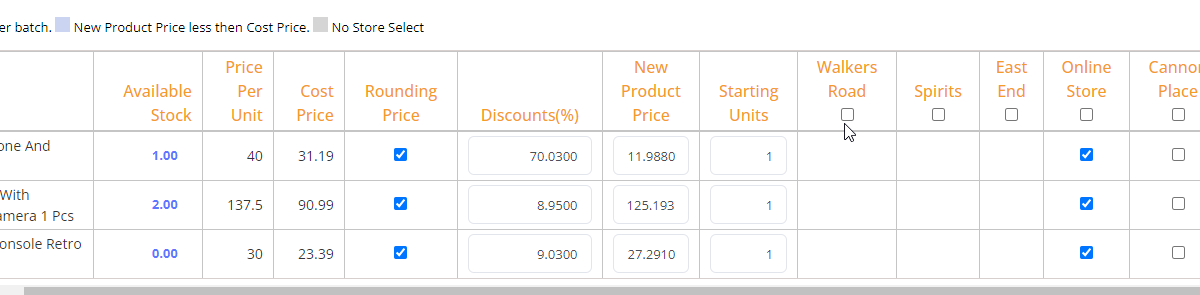 er batch. New Product Price less then Cost Price. No Store Select
Available Stock Price Per Unit Cost Price Rounding Price Discounts(%) New Product Price Starting Units Walkers Road Spirits East End Online Store Cannon Place
one And 1.00 40 31.19 70.0300 11.9880 1
With amera 1 Pcs 2.00 137.5 90.99 8.9500 125.193 1
onsole Retro 0.00 30 23.39 9.0300 27.2910 1